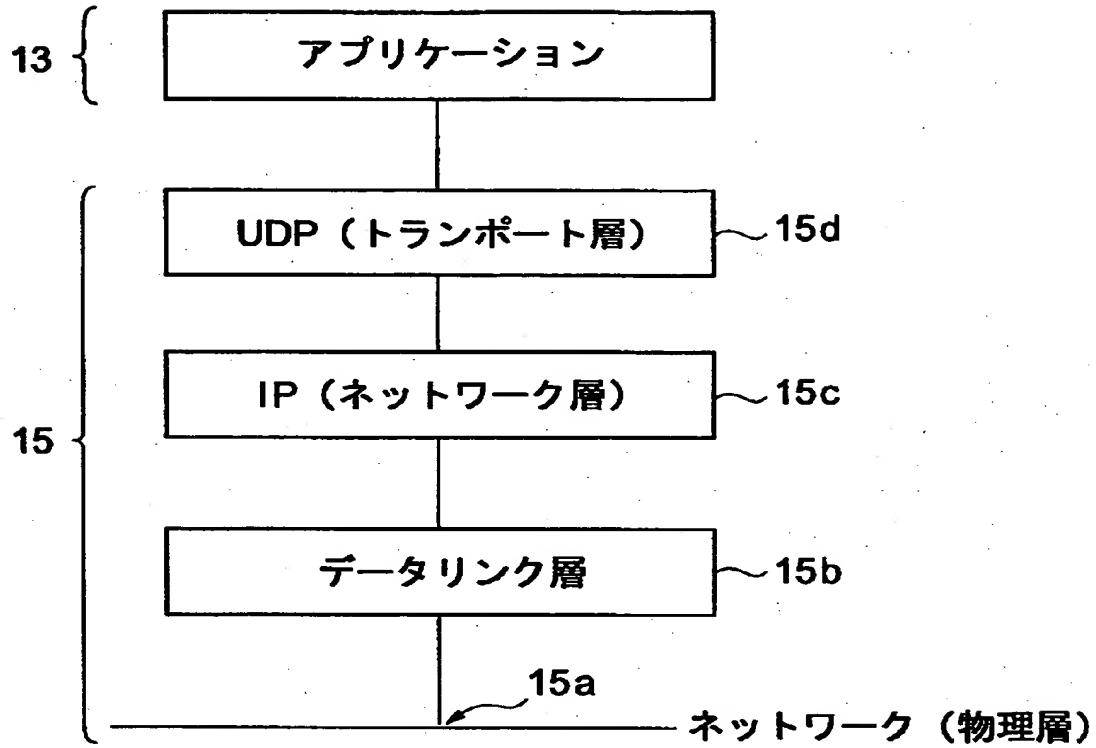 13
アプリケーション
UDP（トランポート層）
15d
IP（ネットワーク層）
15c
15
データリンク層
15b
15a
ネットワーク（物理層）